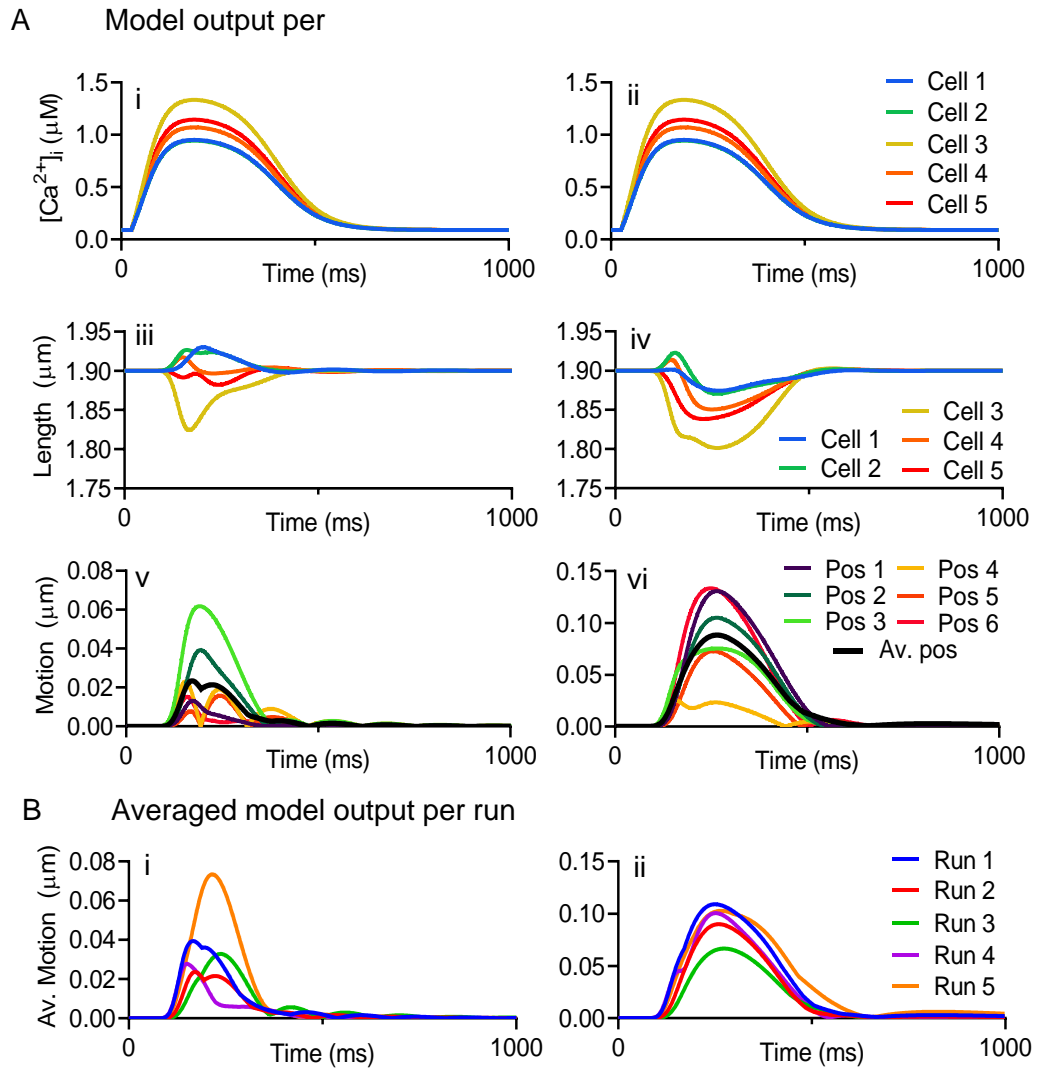 A Model output per
i
[Ca2+]i (μM)
1.5
1.0
0.5
0.0
0
1000
Time (ms)
ii
1.5
1.0
0.5
0.0
0
1000
Time (ms)
Cell 1
Cell 2
Cell 3
Cell 4
Cell 5
iii
Length (μm)
1.95
1.90
1.85
1.80
1.75
0
1000
Time (ms)
iv
1.95
1.90
1.85
1.80
1.75
0
1000
Time (ms)
Cell 1
Cell 2
Cell 3
Cell 4
Cell 5
v
Motion (μm)
0.08
0.06
0.04
0.02
0.00
0
1000
Time (ms)
vi
0.15
0.10
0.05
0.00
0
1000
Time (ms)
Pos 1
Pos 2
Pos 3
Pos 4
Pos 5
Pos 6
Av. pos
B Averaged model output per run
i
Av. Motion (μm)
0.08
0.06
0.04
0.02
0.00
0
1000
Time (ms)
ii
0.15
0.10
0.05
0.00
0
1000
Time (ms)
Run 1
Run 2
Run 3
Run 4
Run 5